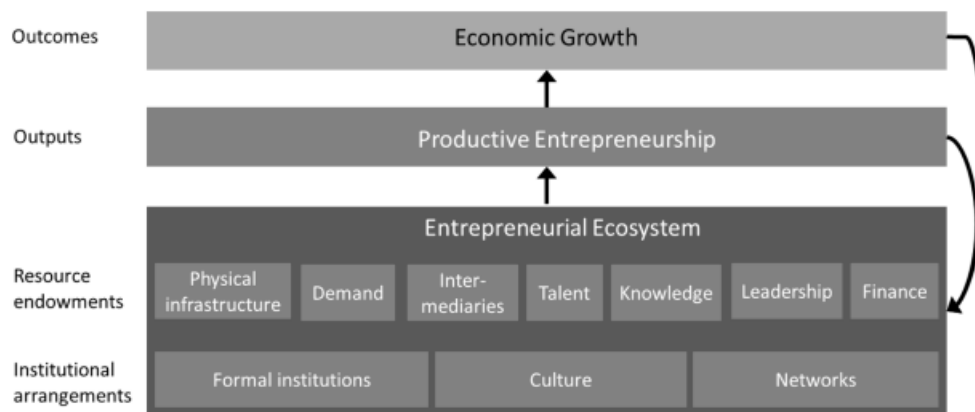 Outcomes
Economic Growth
Outputs
Productive Entrepreneurship
Entrepreneurial Ecosystem
Resource
endowments
Physical
infrastructure
Demand
Inter-
mediaries
Talent
Knowledge
Leadership
Finance
Institutional
arrangements
Formal institutions
Culture
Networks